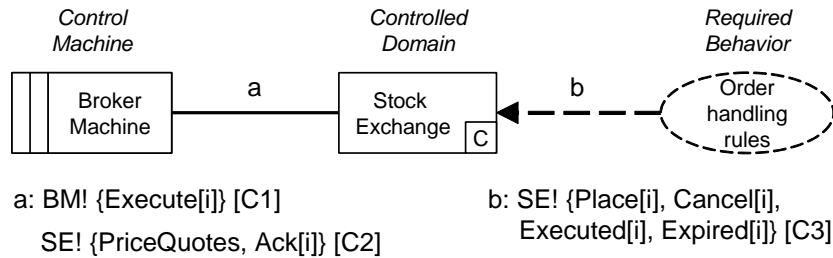 Control
Machine
Controlled
Domain
Required
Behavior
Broker
Machine
a
Stock
Exchange
C
b
Order
handling
rules
a: BM! {Execute[i]} [C1]
SE! {PriceQuotes, Ack[i]} [C2]
b: SE! {Place[i], Cancel[i],
Executed[i], Expired[i]} [C3]